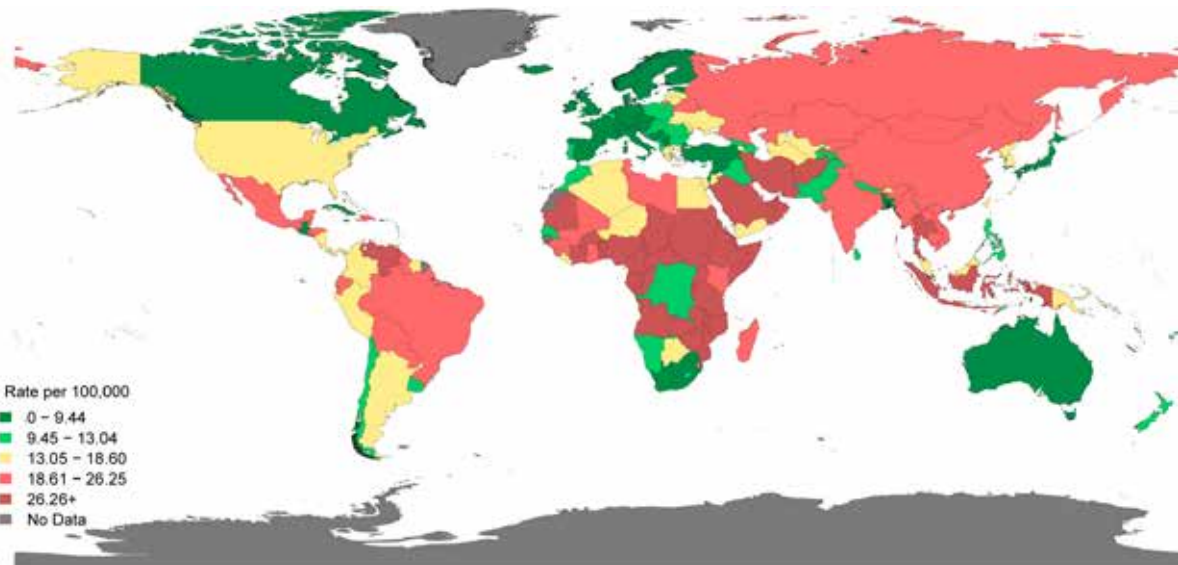 Rate per 100,000
0 – 9.44
9.45 – 13.04
13.05 – 18.60
18.61 – 26.25
26.26+
No Data